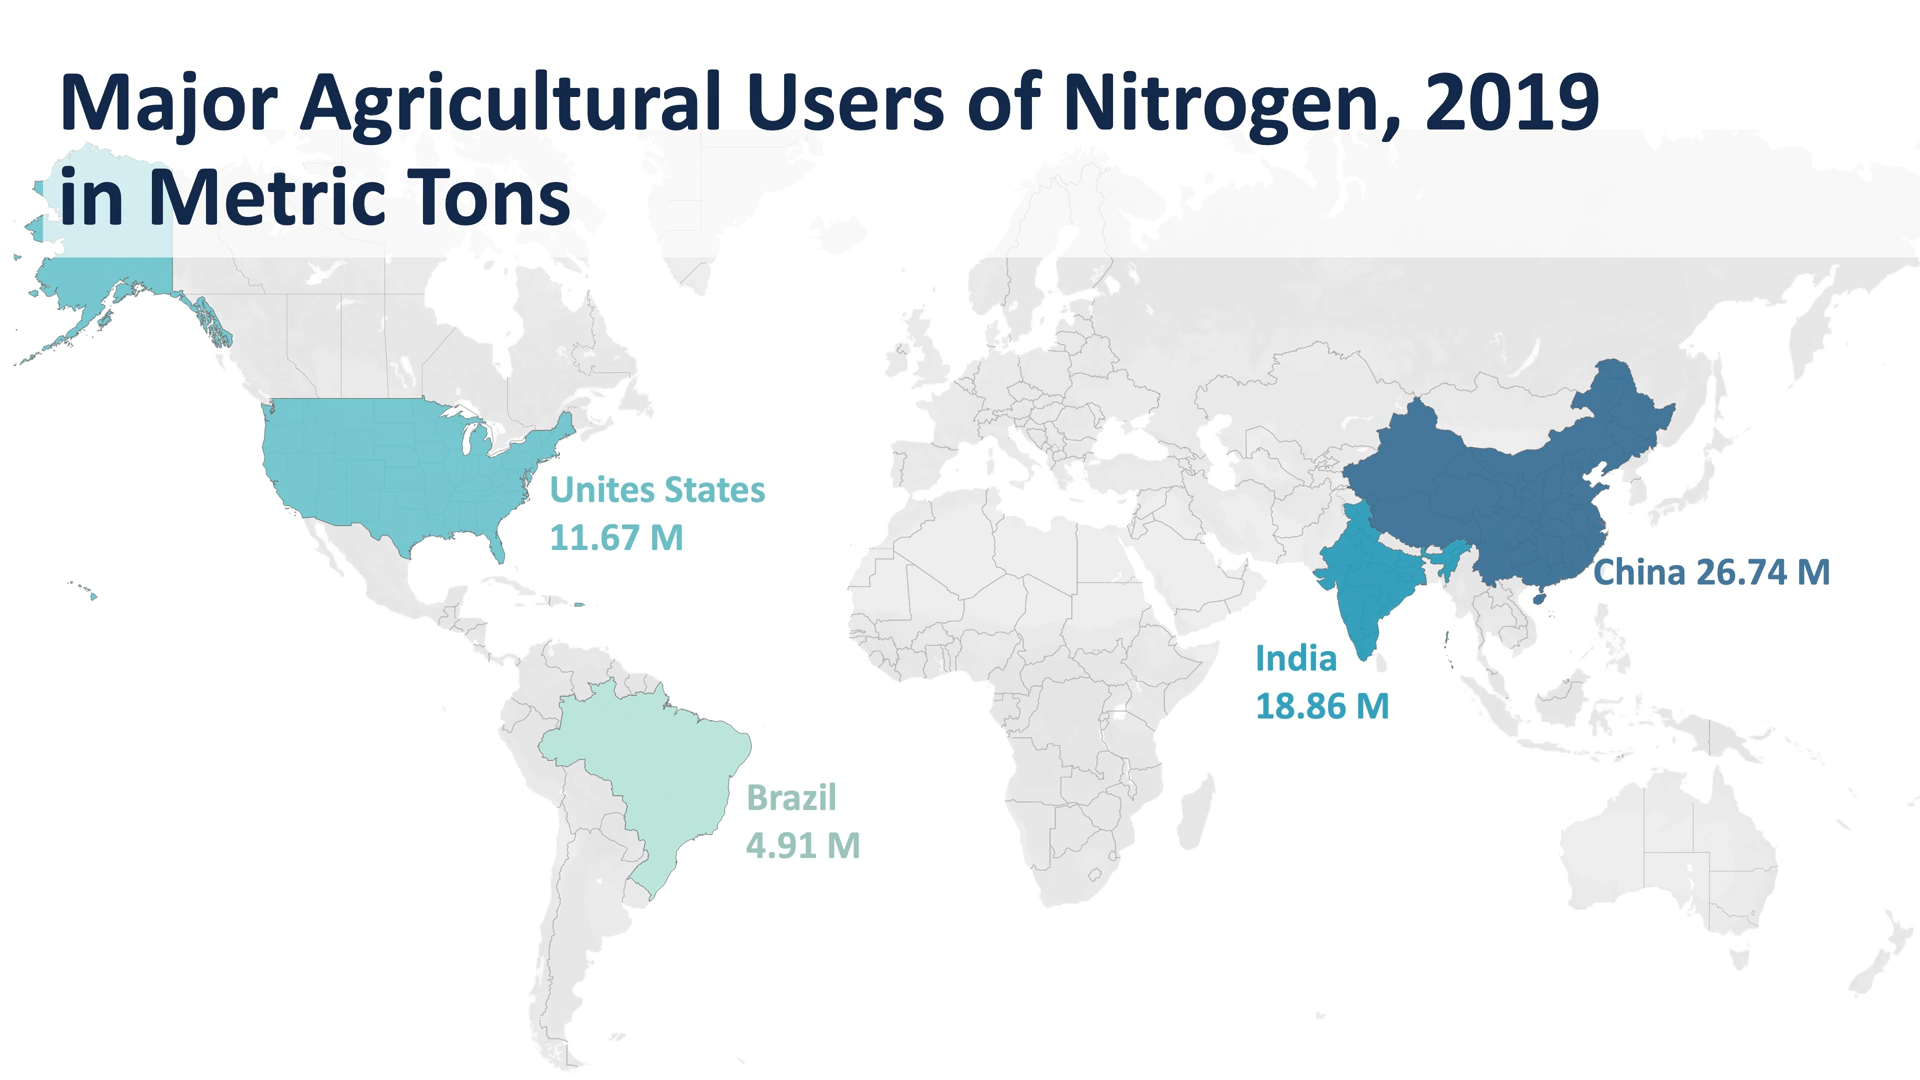 Major Agricultural Users of Nitrogen, 2019
in Metric Tons
Unites States
11.67 M
China 26.74 M
India
18.86 M
Brazil
4.91 M